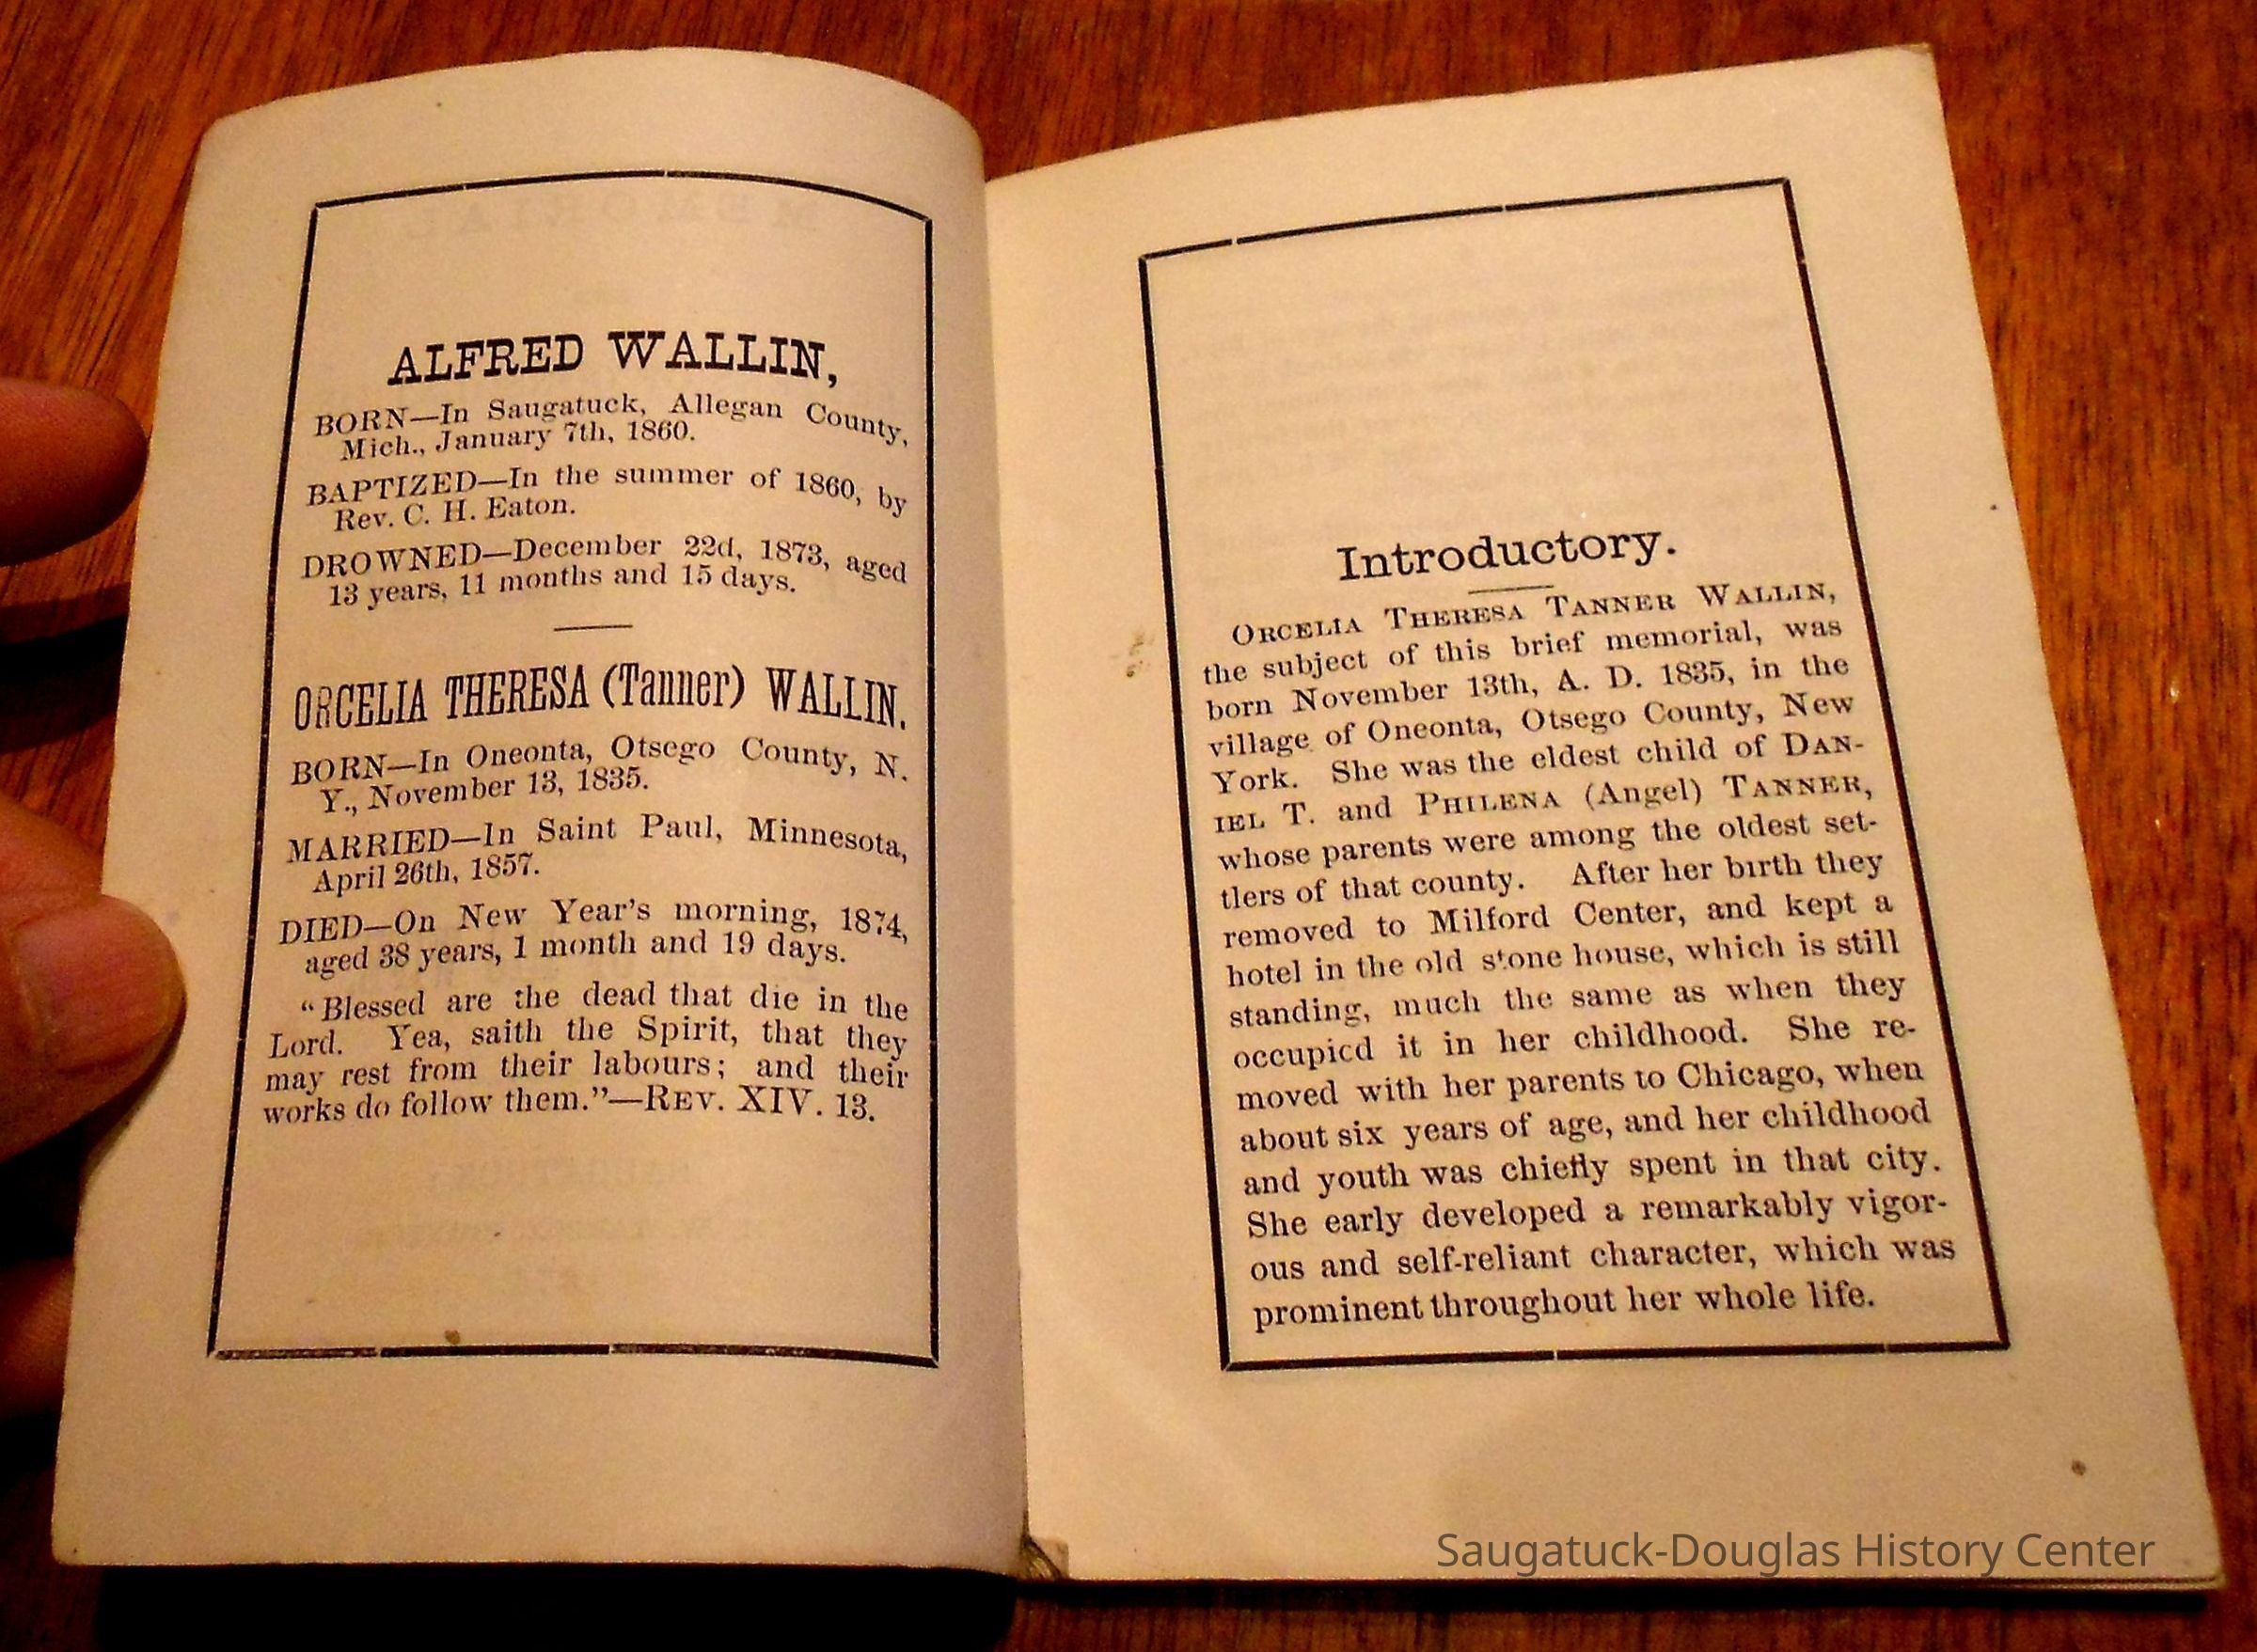 ALFRED WALLIN,
BORN—In Saugatuck, Allegan County,
Mich., January 7th, 1860.
BAPTIZED—In the summer of 1860, by
Rev. C. H. Eaton.
DROWNED—December 22d, 1873, aged
13 years, 11 months and 15 days.
ORCELIA THERESA (Tanner) WALLIN.
BORN—In Oneonta, Otsego County, N.
Y., November 13, 1835.
MARRIED—In Saint Paul, Minnesota,
April 26th, 1857.
DIED—On New Year's morning, 1874,
aged 38 years, 1 month and 19 days.
"Blessed are the dead that die in the
Lord. Yea, saith the Spirit, that they
may rest from their labours; and their
works do follow them."—REV. XIV. 13.
Introductory.
ORCELIA THERESA TANNER WALLIN,
the subject of this brief memorial, was
born November 13th, A. D. 1835, in the
village of Oneonta, Otsego County, New
York. She was the eldest child of DAN-
IEL T. and PHILENA (Angel) TANNER,
whose parents were among the oldest set-
tlers of that county. After her birth they
removed to Milford Center, and kept a
hotel in the old stone house, which is still
standing, much the same as when they
occupied it in her childhood. She re-
moved with her parents to Chicago, when
about six years of age, and her childhood
and youth was chiefly spent in that city.
She early developed a remarkably vigor-
ous and self-reliant character, which was
prominent throughout her whole life.
Saugatuck-Douglas History Center